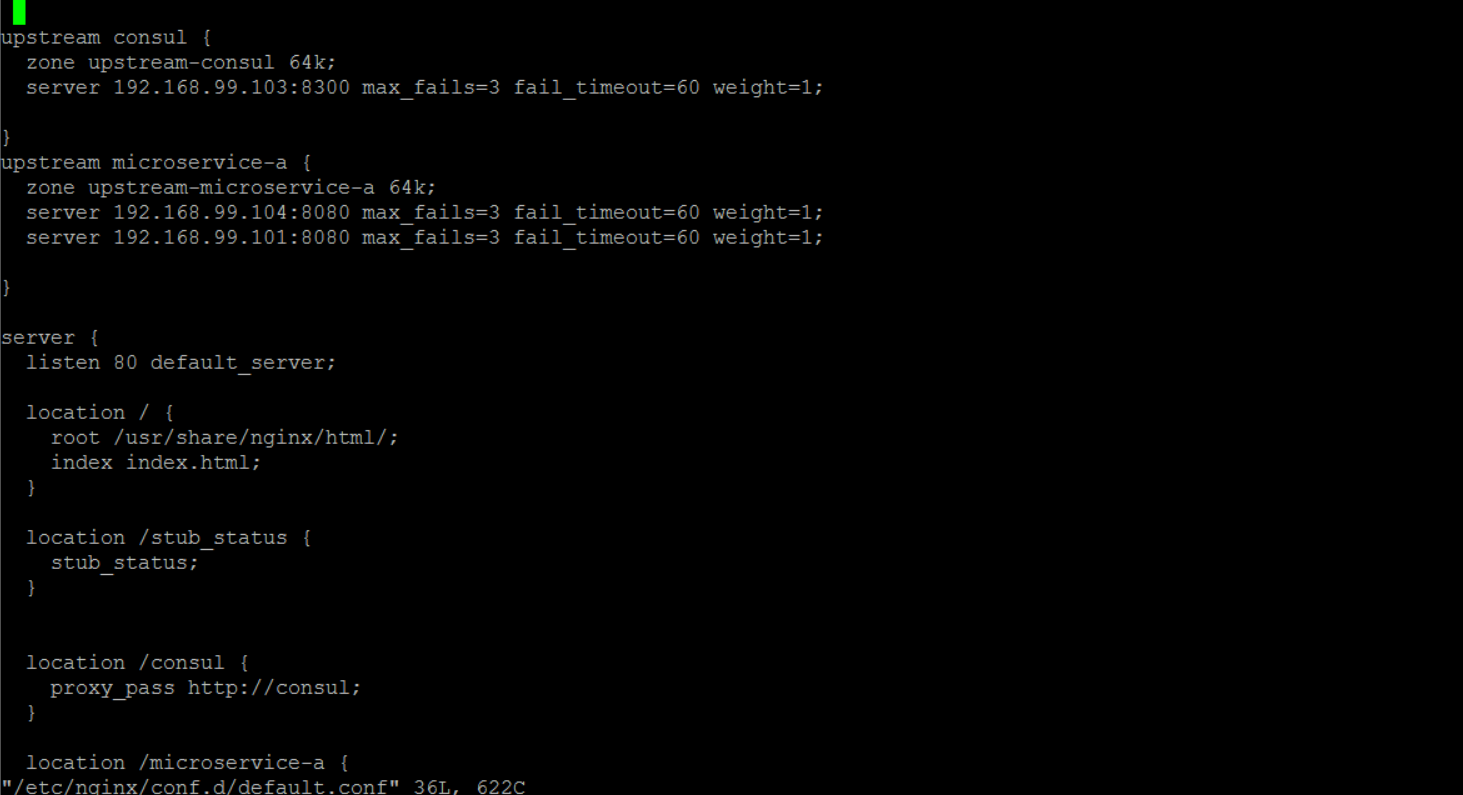 upstream consul {
  zone upstream-consul 64k;
  server 192.168.99.103:8300 max_fails=3 fail_timeout=60 weight=1;

}
upstream microservice-a {
  zone upstream-microservice-a 64k;
  server 192.168.99.104:8080 max_fails=3 fail_timeout=60 weight=1;
  server 192.168.99.101:8080 max_fails=3 fail_timeout=60 weight=1;

}

server {
  listen 80 default_server;

  location / {
    root /usr/share/nginx/html/;
    index index.html;
  }

  location /stub_status {
    stub_status;
  }


  location /consul {
    proxy_pass http://consul;
  }

  location /microservice-a {
"/etc/nginx/conf.d/default.conf" 36L, 622C